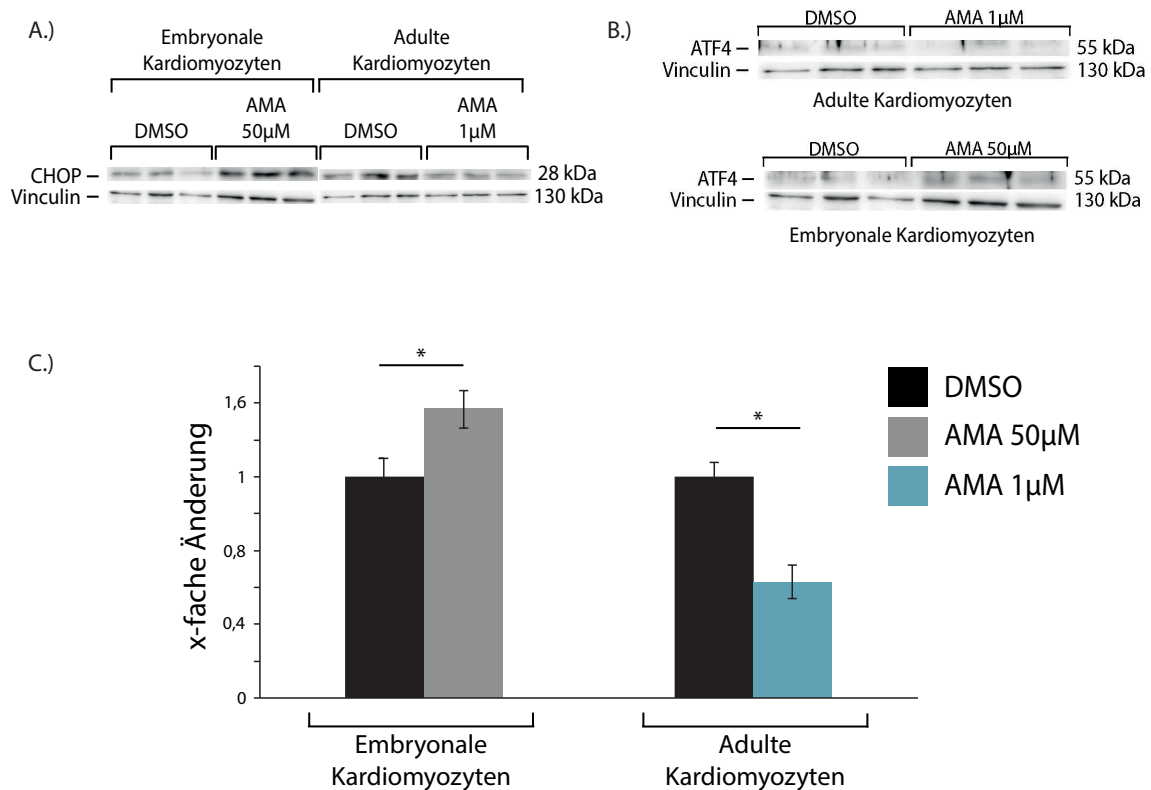 A.)
Embryonale
Kardiomyozyten
Adulte
Kardiomyozyten
DMSO
AMA
50µM
DMSO
AMA
1µM
CHOP
28 kDa
Vinculin
130 kDa
B.)
DMSO
AMA 1µM
ATF4
55 kDa
Vinculin
130 kDa
Adulte Kardiomyozyten
DMSO
AMA 50µM
ATF4
55 kDa
Vinculin
130 kDa
Embryonale Kardiomyozyten
C.)
x-fache Änderung
1,6
1
0,8
0,4
0
*
*
Embryonale
Kardiomyozyten
Adulte
Kardiomyozyten
DMSO
AMA 50µM
AMA 1µM